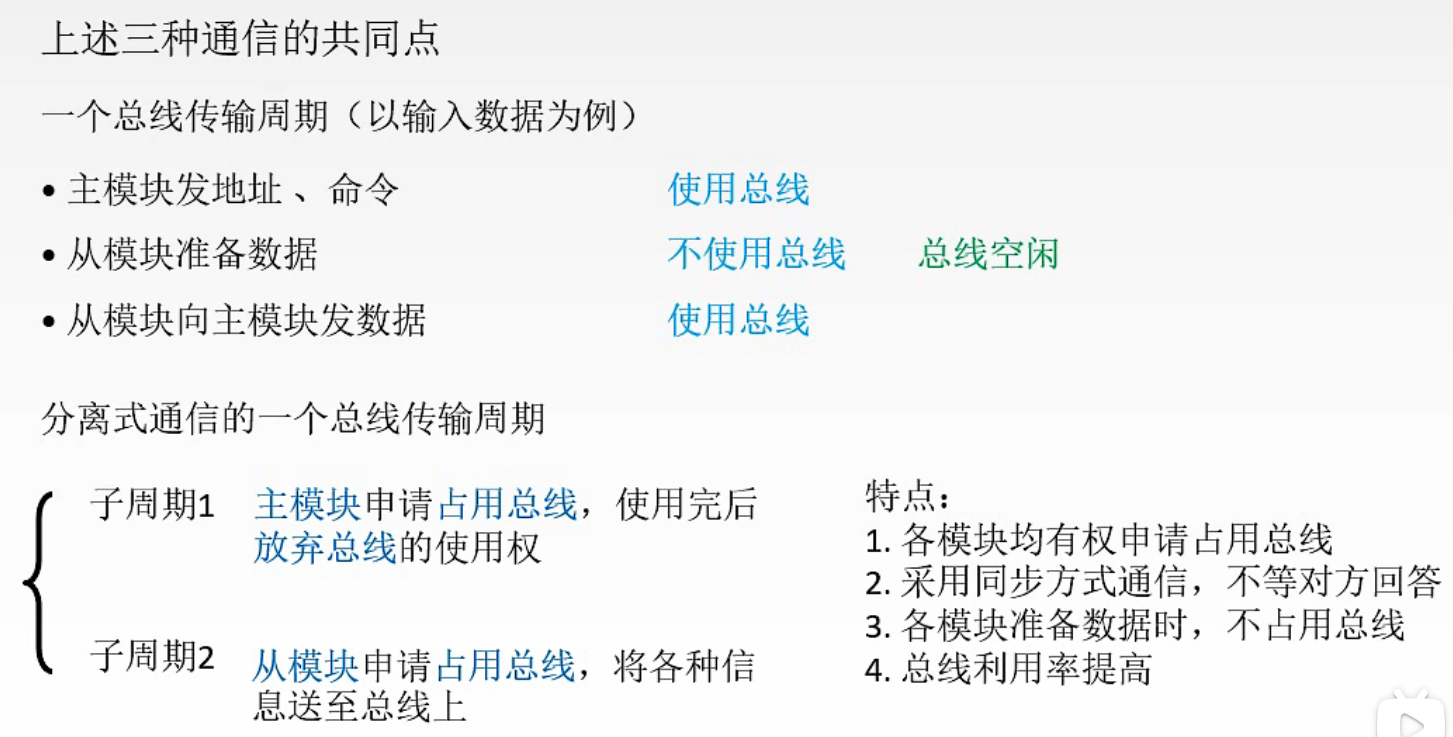 上述三种通信的共同点
一个总线传输周期（以输入数据为例）
• 主模块发地址 、命令 使用总线
• 从模块准备数据 不使用总线 总线空闲
• 从模块向主模块发数据 使用总线
分离式通信的一个总线传输周期
子周期1 主模块申请占用总线，使用完后
放弃总线的使用权
子周期2 从模块申请占用总线，将各种信
息送至总线上
特点：
1. 各模块均有权申请占用总线
2. 采用同步方式通信，不等对方回答
3. 各模块准备数据时，不占用总线
4. 总线利用率提高